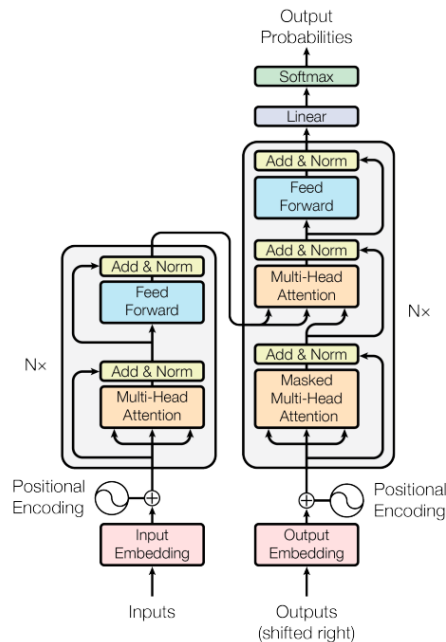 Output
Probabilities
Softmax
Linear
Add & Norm
Feed
Forward
Add & Norm
Multi-Head
Attention
Add & Norm
Masked
Multi-Head
Attention
Nx
Positional
Encoding
Output
Embedding
Outputs
(shifted right)
Add & Norm
Feed
Forward
Add & Norm
Multi-Head
Attention
Nx
Positional
Encoding
Input
Embedding
Inputs